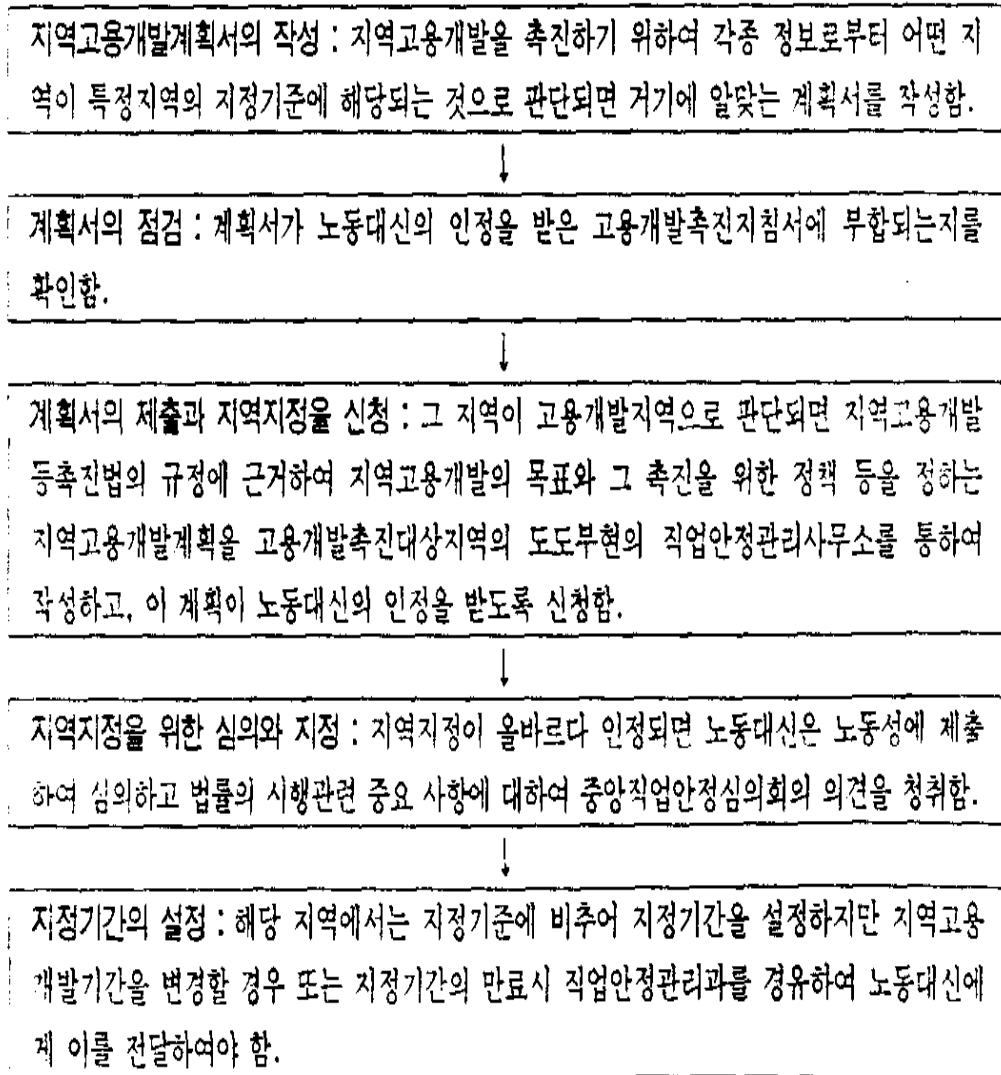 지역고용개발계획서의 작성 : 지역고용개발을 촉진하기 위하여 각종 정보로부터 어떤 지
역이 특정지역의 지정기준에 해당되는 것으로 판단되면 거기에 알맞는 계획서를 작성함.
↓
계획서의 점검 : 계획서가 노동대신의 인정을 받은 고용개발촉진지침서에 부합되는지를
확인함.
↓
계획서의 제출과 지역지정을 신청 : 그 지역이 고용개발지역으로 판단되면 지역고용개발
등촉진법의 규정에 근거하여 지역고용개발의 목표와 그 촉진을 위한 정책 등을 정하는
지역고용개발계획을 고용개발촉진대상지역의 도도부현의 직업안정관리사무소를 통하여
작성하고, 이 계획이 노동대신의 인정을 받도록 신청함.
↓
지역지정을 위한 심의와 지정 : 지역지정이 올바르다 인정되면 노동대신은 노동성에 제출
하여 심의하고 법률의 시행관련 중요 사항에 대하여 중앙직업안정심의회의 의견을 청취함.
↓
지정기간의 설정 : 해당 지역에서는 지정기준에 비추어 지정기간을 설정하지만 지역고용
개발기간을 변경할 경우 또는 지정기간의 만료시 직업안정관리과를 경유하여 노동대신에
게 이를 전달하여야 함.